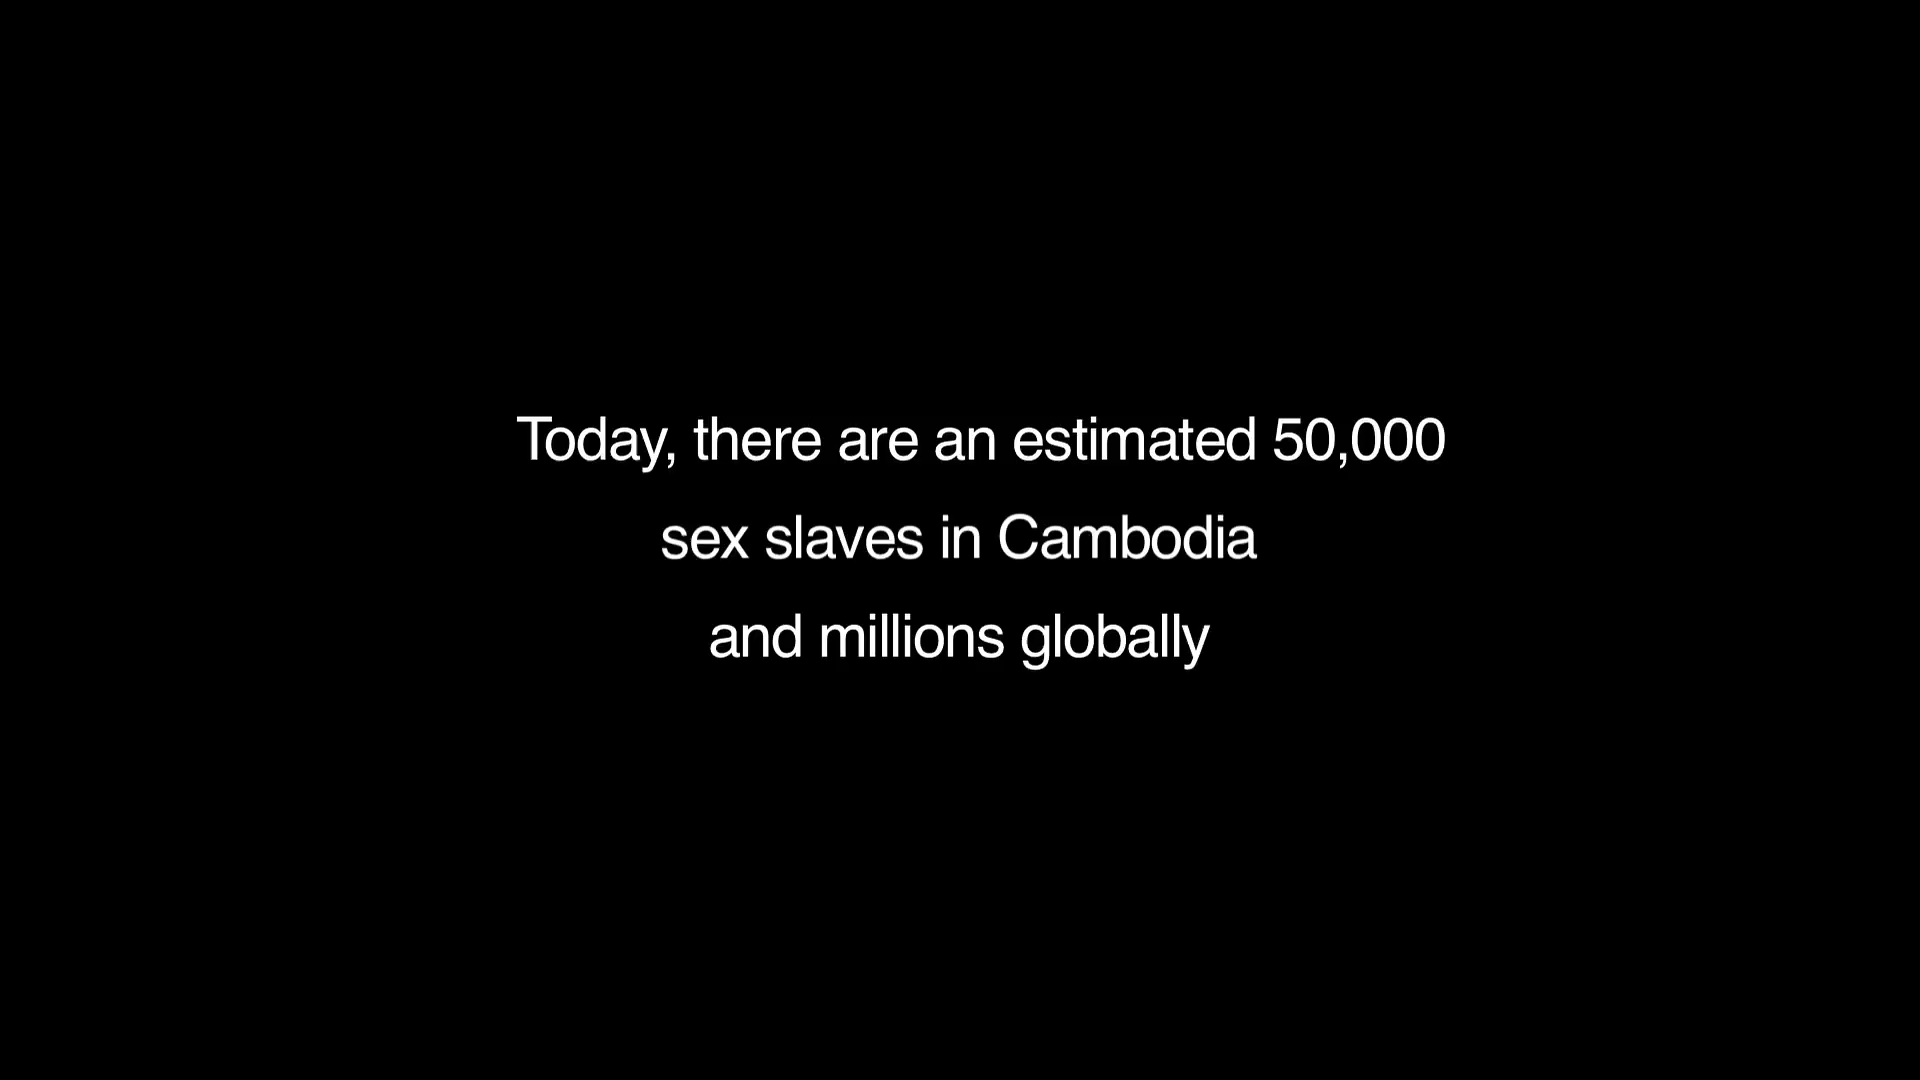 Today, there are an estimated 50,000
sex slaves in Cambodia
and millions globally